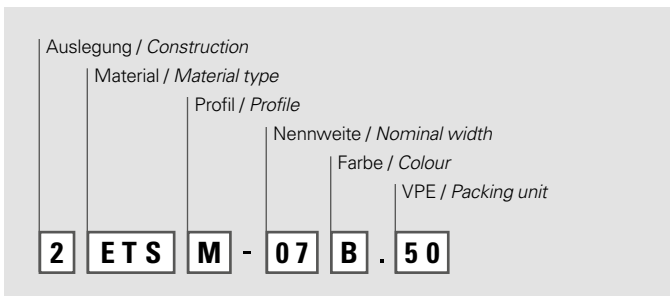 Auslegung / Construction
Material / Material type
Profil / Profile
Nennweite / Nominal width
Farbe / Colour
VPE / Packing unit
2 ETS M - 07 B . 50